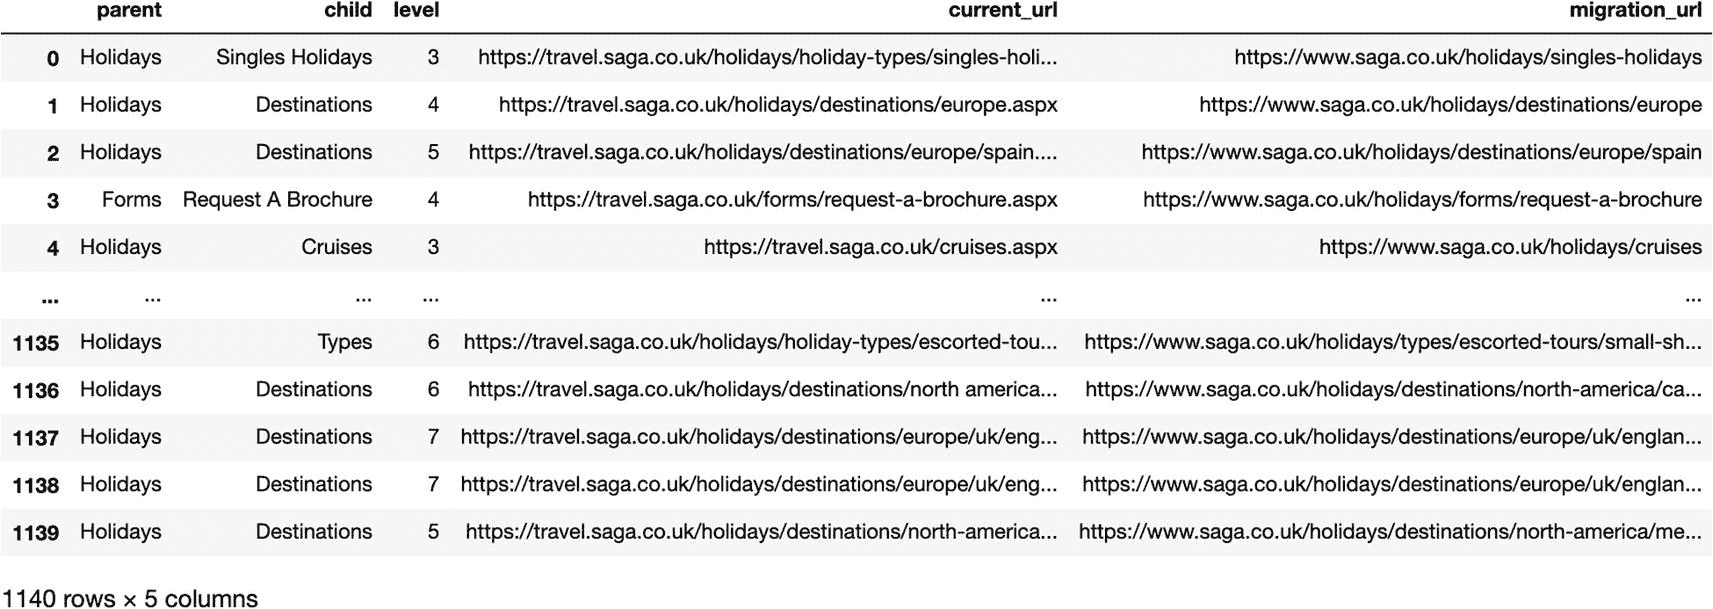 parent child level current_url migration_url
0 Holidays Singles Holidays 3 https://travel.saga.co.uk/holidays/holiday-types/singles-holi... https://www.saga.co.uk/holidays/singles-holidays
1 Holidays Destinations 4 https://travel.saga.co.uk/holidays/destinations/europe.aspx https://www.saga.co.uk/holidays/destinations/europe
2 Holidays Destinations 5 https://travel.saga.co.uk/holidays/destinations/europe/spain.... https://www.saga.co.uk/holidays/destinations/europe/spain
3 Forms Request A Brochure 4 https://travel.saga.co.uk/forms/request-a-brochure.aspx https://www.saga.co.uk/holidays/forms/request-a-brochure
4 Holidays Cruises 3 https://travel.saga.co.uk/cruises.aspx https://www.saga.co.uk/holidays/cruises
... ... ... ... ... ...
1135 Holidays Types 6 https://travel.saga.co.uk/holidays/holiday-types/escorted-tou... https://www.saga.co.uk/holidays/types/escorted-tours/small-sh...
1136 Holidays Destinations 6 https://travel.saga.co.uk/holidays/destinations/north america... https://www.saga.co.uk/holidays/destinations/north-america/ca...
1137 Holidays Destinations 7 https://travel.saga.co.uk/holidays/destinations/europe/uk/eng... https://www.saga.co.uk/holidays/destinations/europe/uk/englan...
1138 Holidays Destinations 7 https://travel.saga.co.uk/holidays/destinations/europe/uk/eng... https://www.saga.co.uk/holidays/destinations/europe/uk/englan...
1139 Holidays Destinations 5 https://travel.saga.co.uk/holidays/destinations/north-america... https://www.saga.co.uk/holidays/destinations/north-america/me...
1140 rows × 5 columns